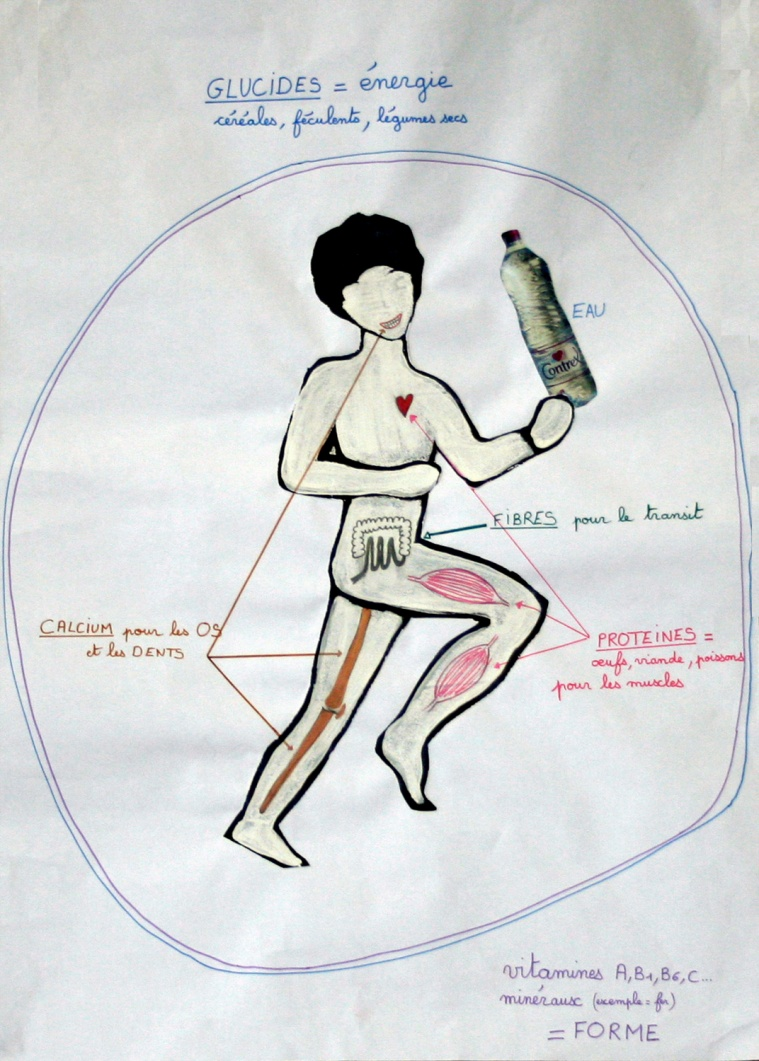 GLUCIDES = énergie
céréales, féculents, légumes secs
EAU
Contrex
FIBRES pour le transit
CALCIUM pour les OS
et les DENTS
PROTEINES =
œufs, viande, poissons
pour les muscles
vitamines A, B1, B6, C...
minéraux (exemple = fer)
= FORME